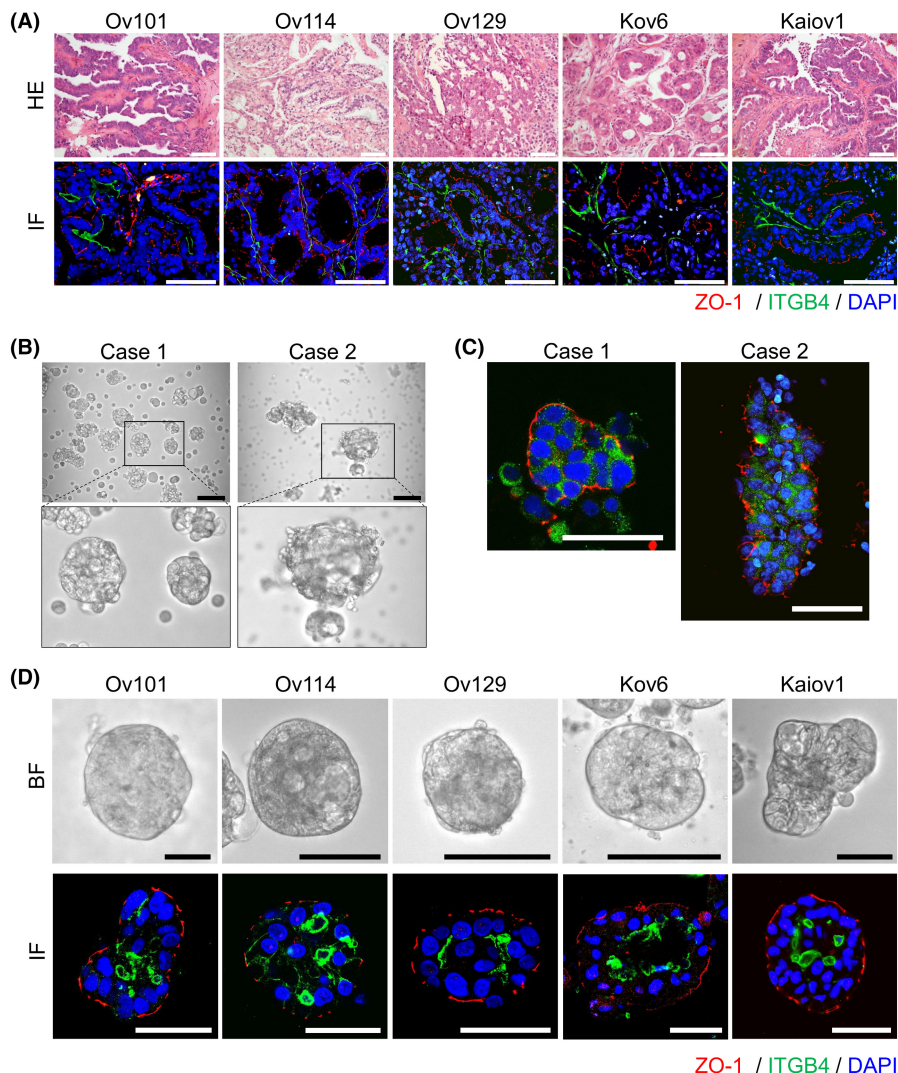 (A)
Ov101 Ov114 Ov129 Kov6 Kaiov1
HE
IF
ZO-1 / ITGB4 / DAPI
(B)
Case 1 Case 2
(C)
Case 1 Case 2
(D)
Ov101 Ov114 Ov129 Kov6 Kaiov1
BF
IF
ZO-1 / ITGB4 / DAPI